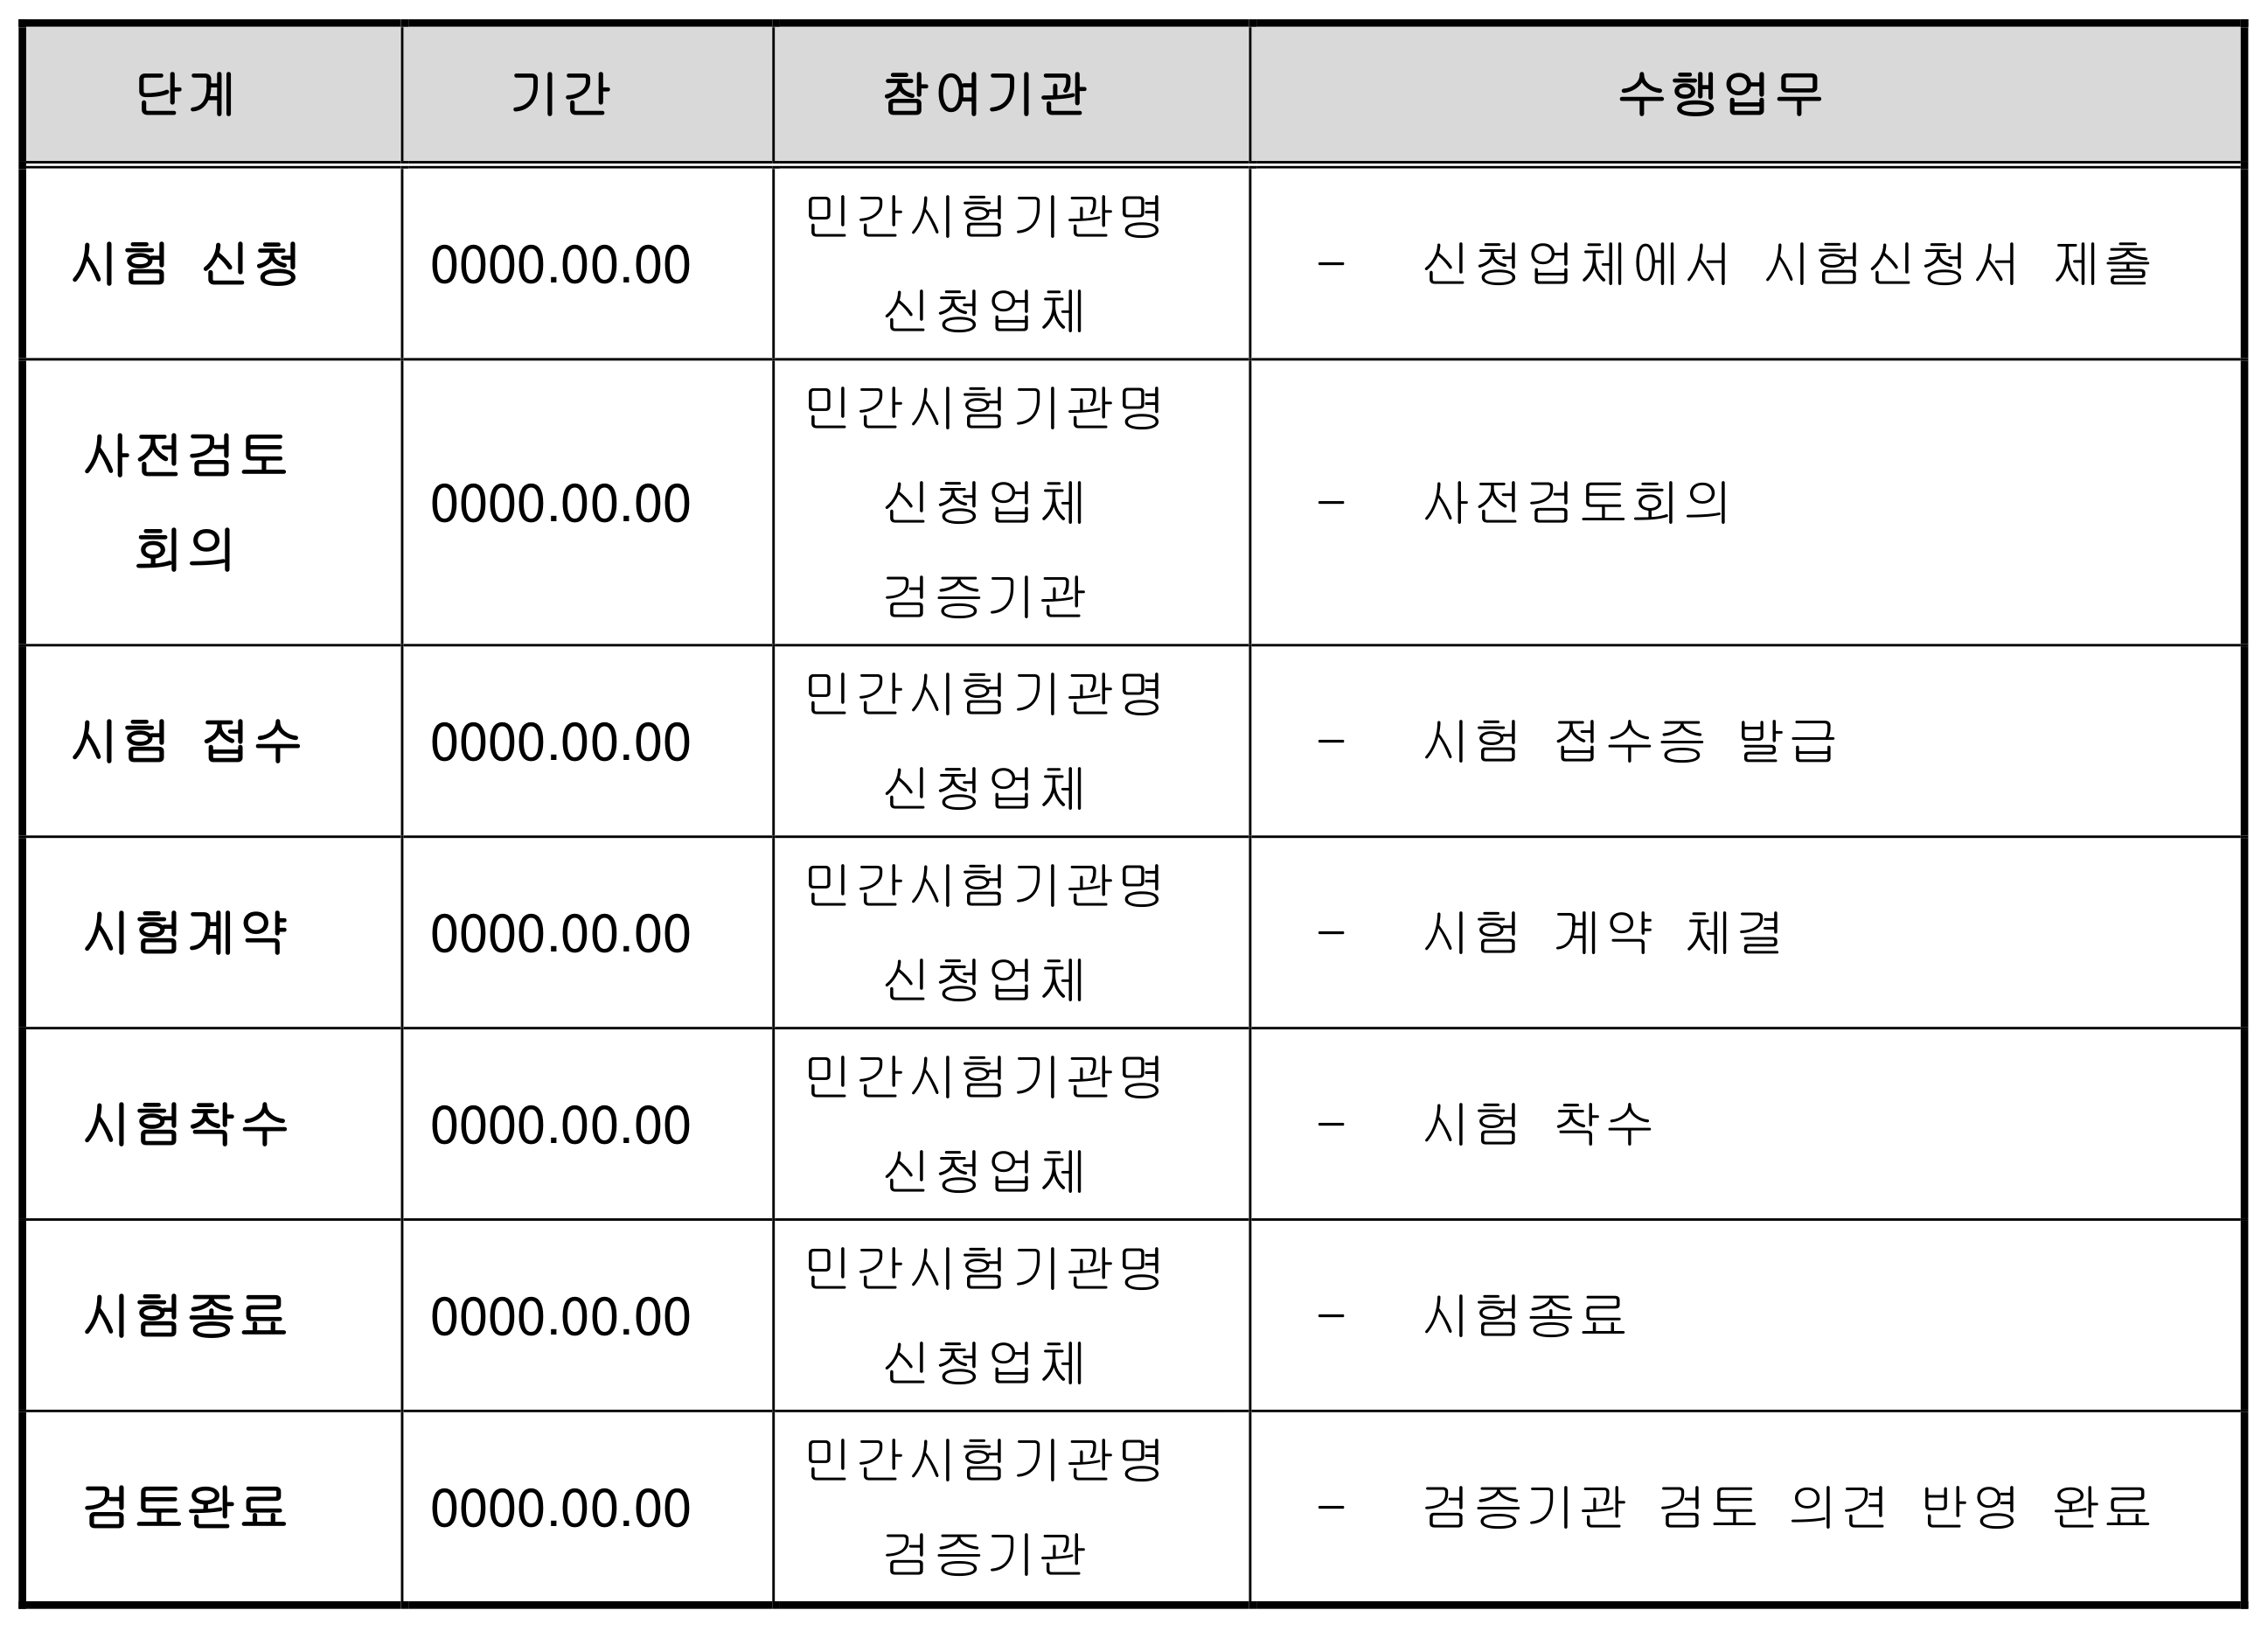 단계 기간 참여기관 수행업무
시험 신청 0000.00.00 민간시험기관명
신청업체 – 신청업체에서 시험신청서 제출
사전검토
회의 0000.00.00 민간시험기관명
신청업체
검증기관 – 사전검토회의
시험 접수 0000.00.00 민간시험기관명
신청업체 – 시험 접수증 발급
시험계약 0000.00.00 민간시험기관명
신청업체 – 시험 계약 체결
시험착수 0000.00.00 민간시험기관명
신청업체 – 시험 착수
시험종료 0000.00.00 민간시험기관명
신청업체 – 시험종료
검토완료 0000.00.00 민간시험기관명
검증기관 – 검증기관 검토 의견 반영 완료